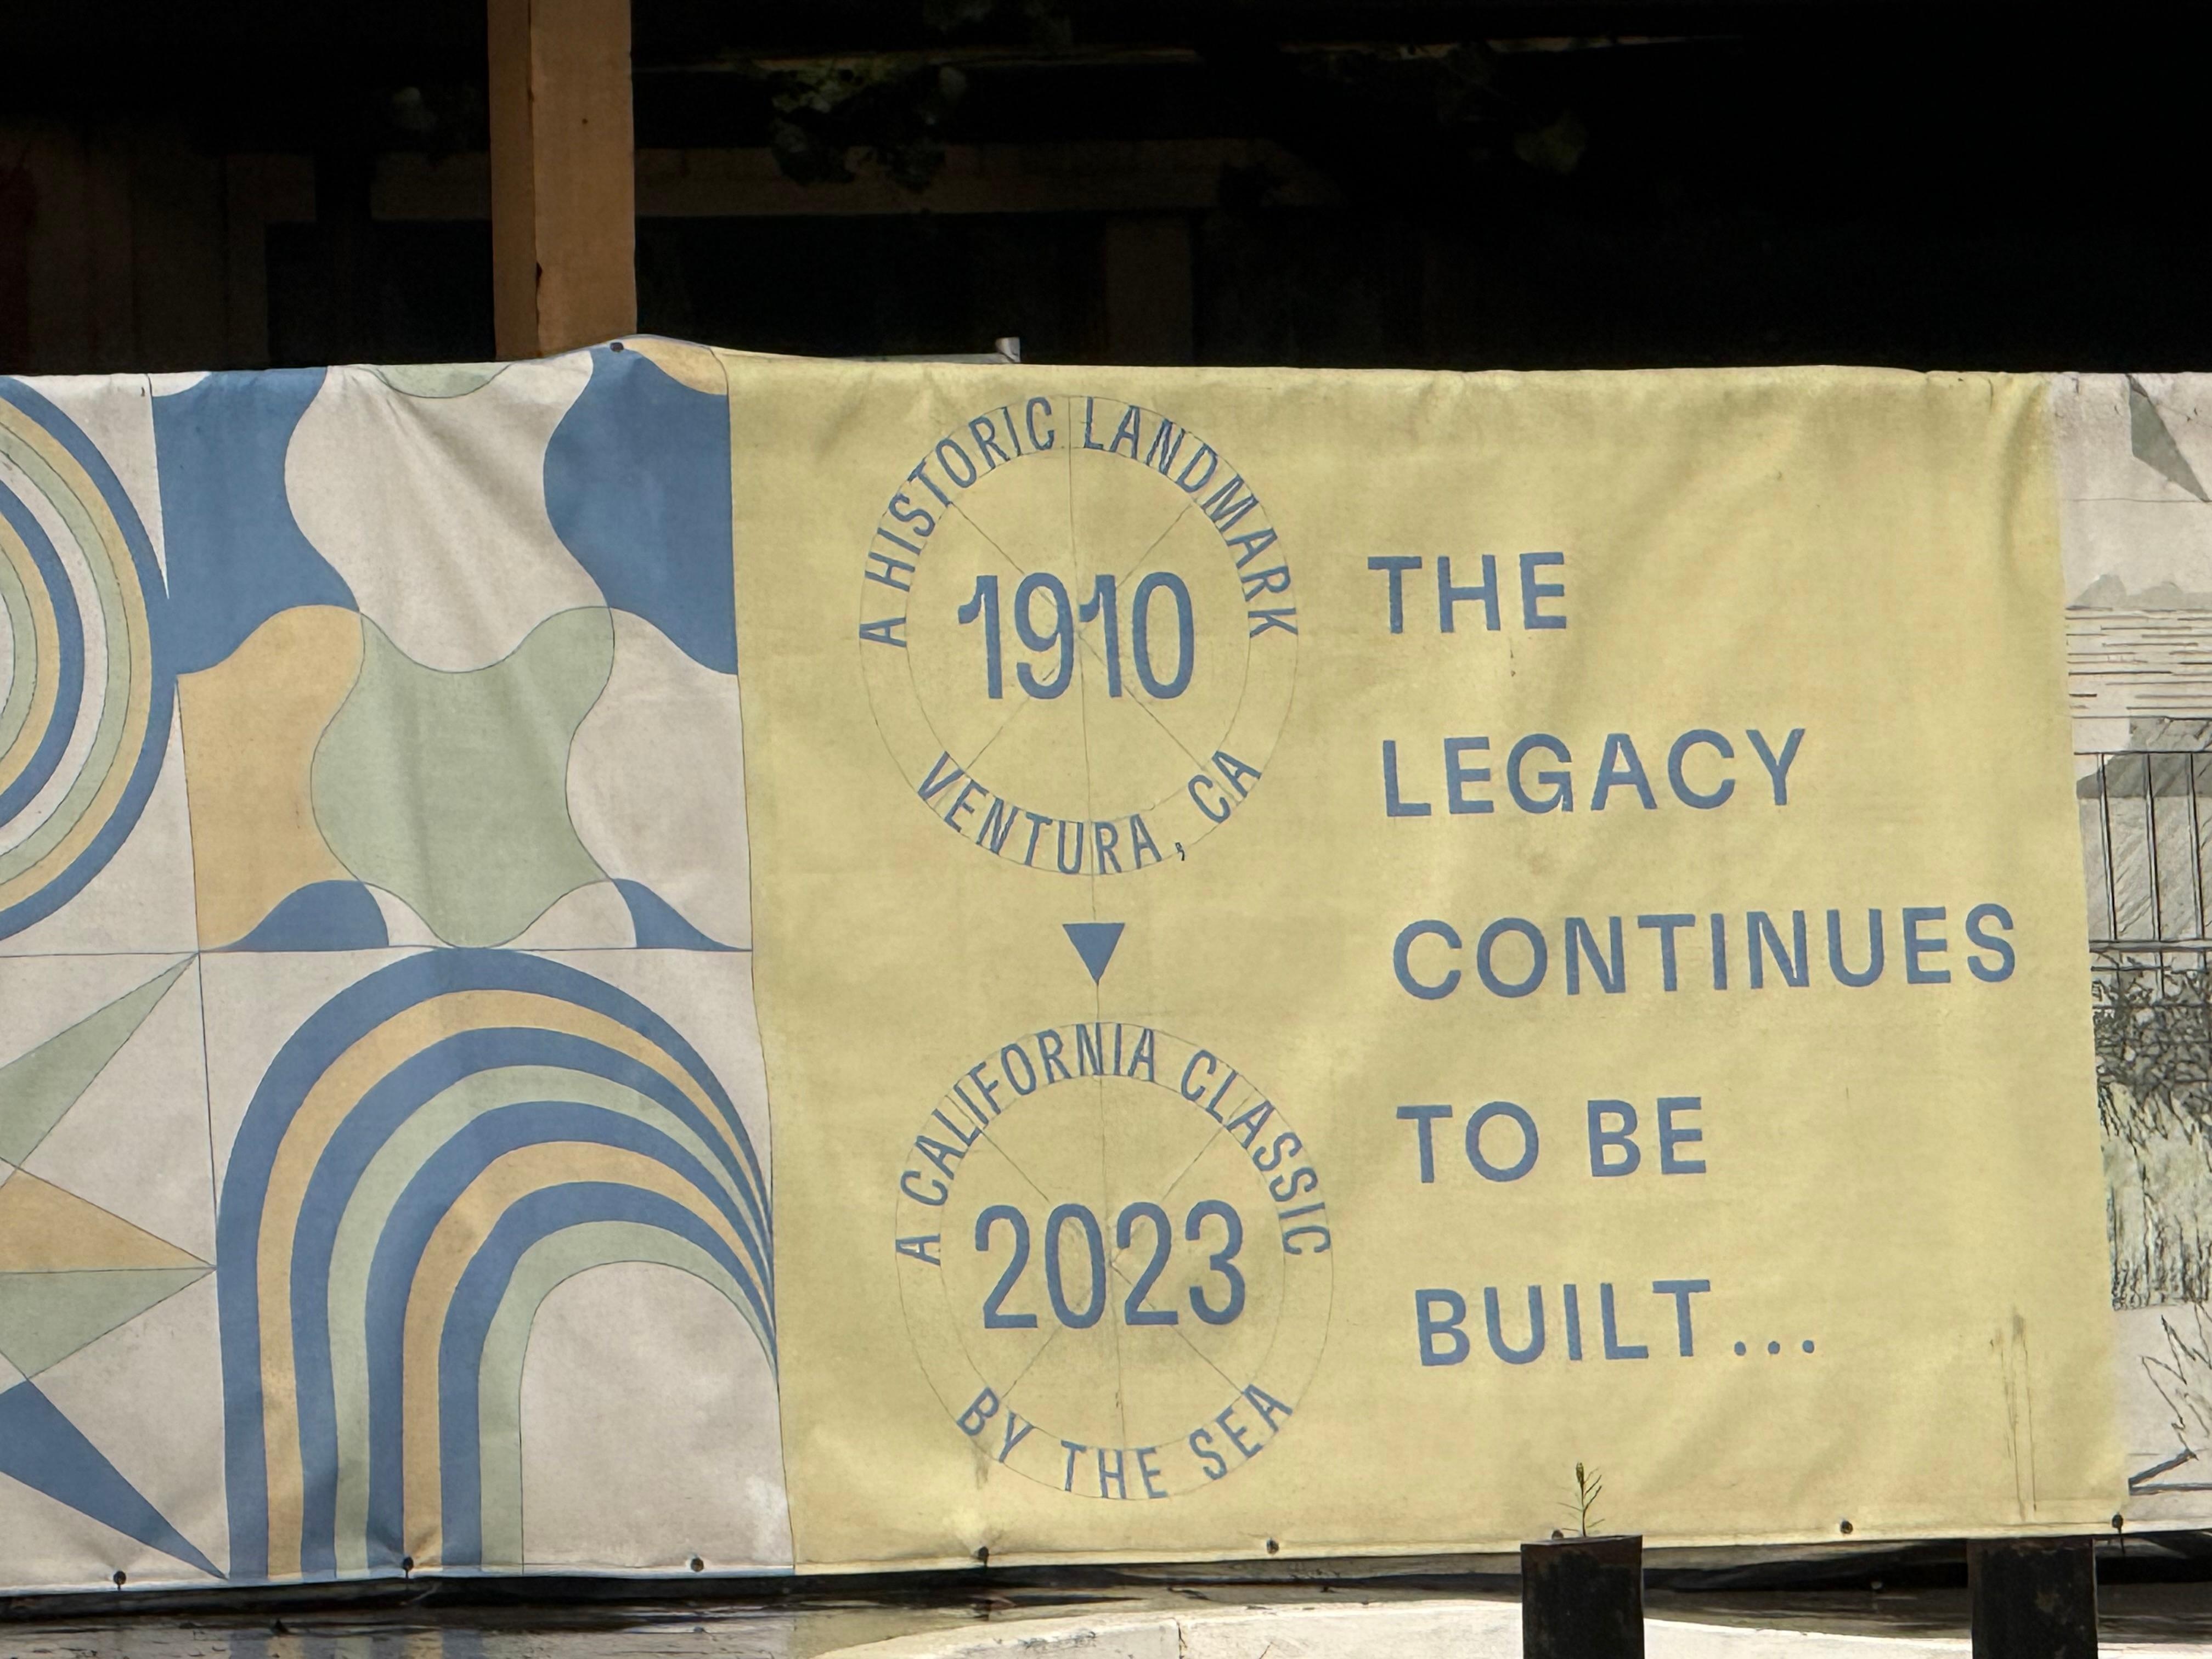 A HISTORIC LANDMARK
1910
VENTURA, CA
A CALIFORNIA CLASSIC
2023
BY THE SEA
THE
LEGACY
CONTINUES
TO BE
BUILT...